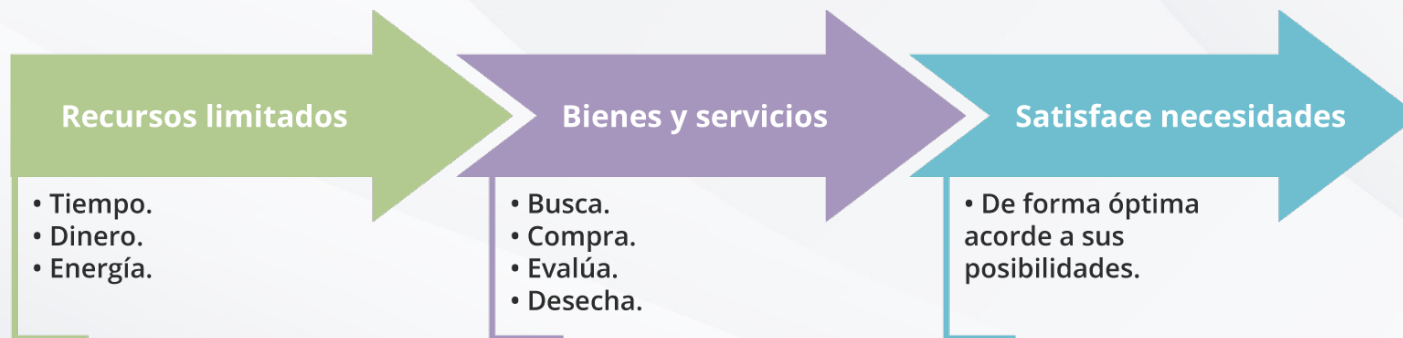 Recursos limitados
• Tiempo.
• Dinero.
• Energía.
Bienes y servicios
• Busca.
• Compra.
• Evalúa.
• Desecha.
Satisface necesidades
• De forma óptima
acorde a sus
posibilidades.